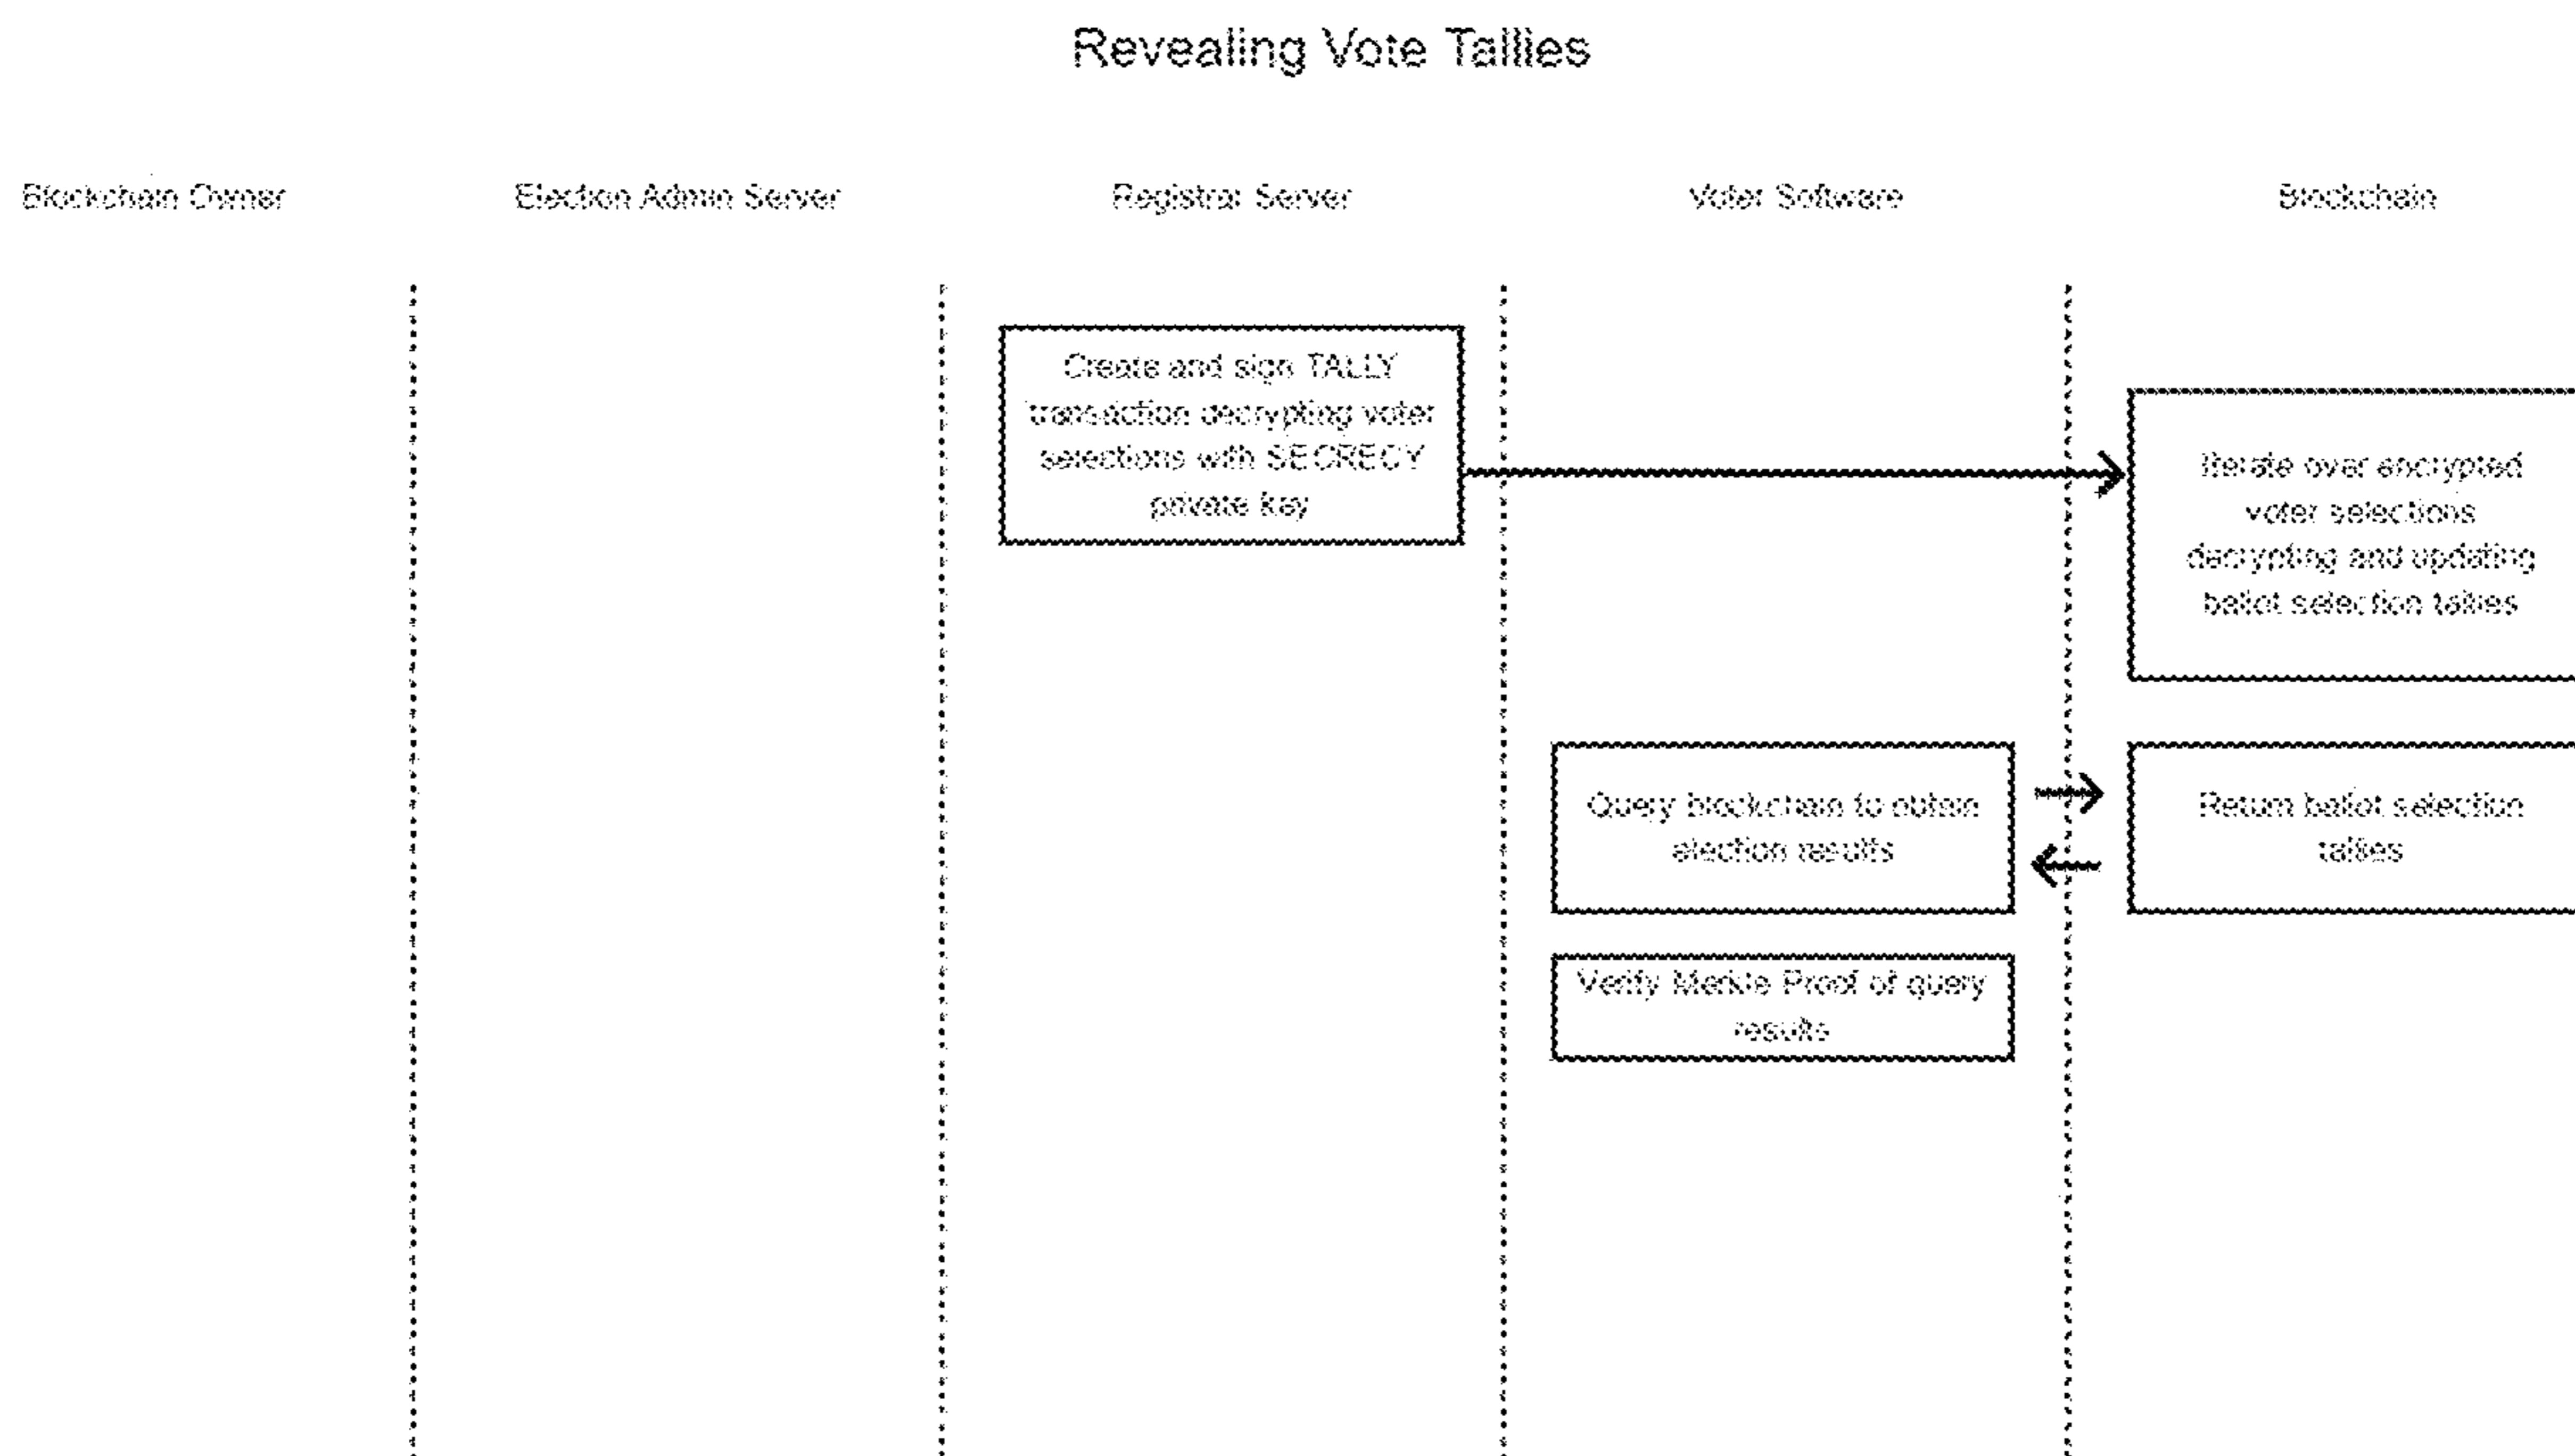 Revealing Vote Tallies
Blockchain Owner
Election Admin Server
Registrar Server
Voter Software
Blockchain
Create and sign TALLY
transaction decrypting voter
selections with SECRECY
private key
Iterate over encrypted
voter selections
decrypting and updating
ballot selection tallies
Query blockchain to obtain
election results
Return ballot selection
tallies
Verify Merkle Proof of query
results